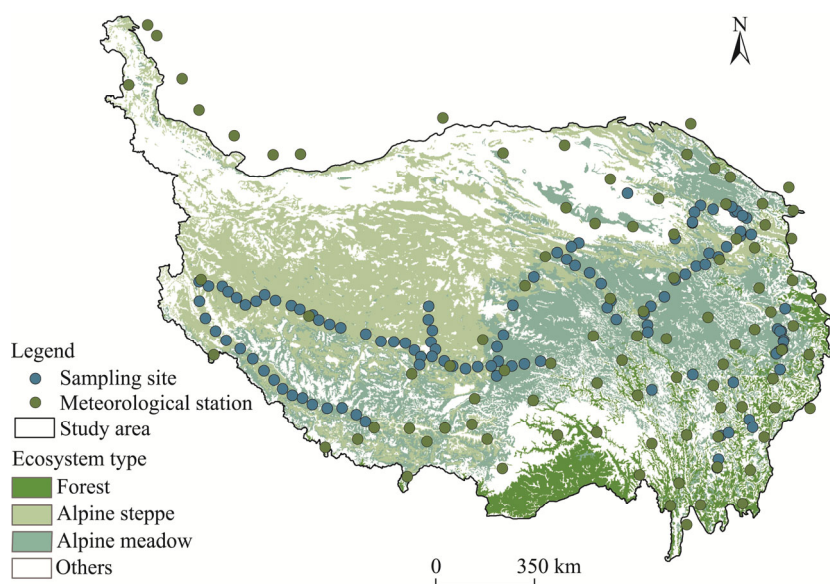 N
Legend
Sampling site
Meteorological station
Study area
Ecosystem type
Forest
Alpine steppe
Alpine meadow
Others
0 350 km